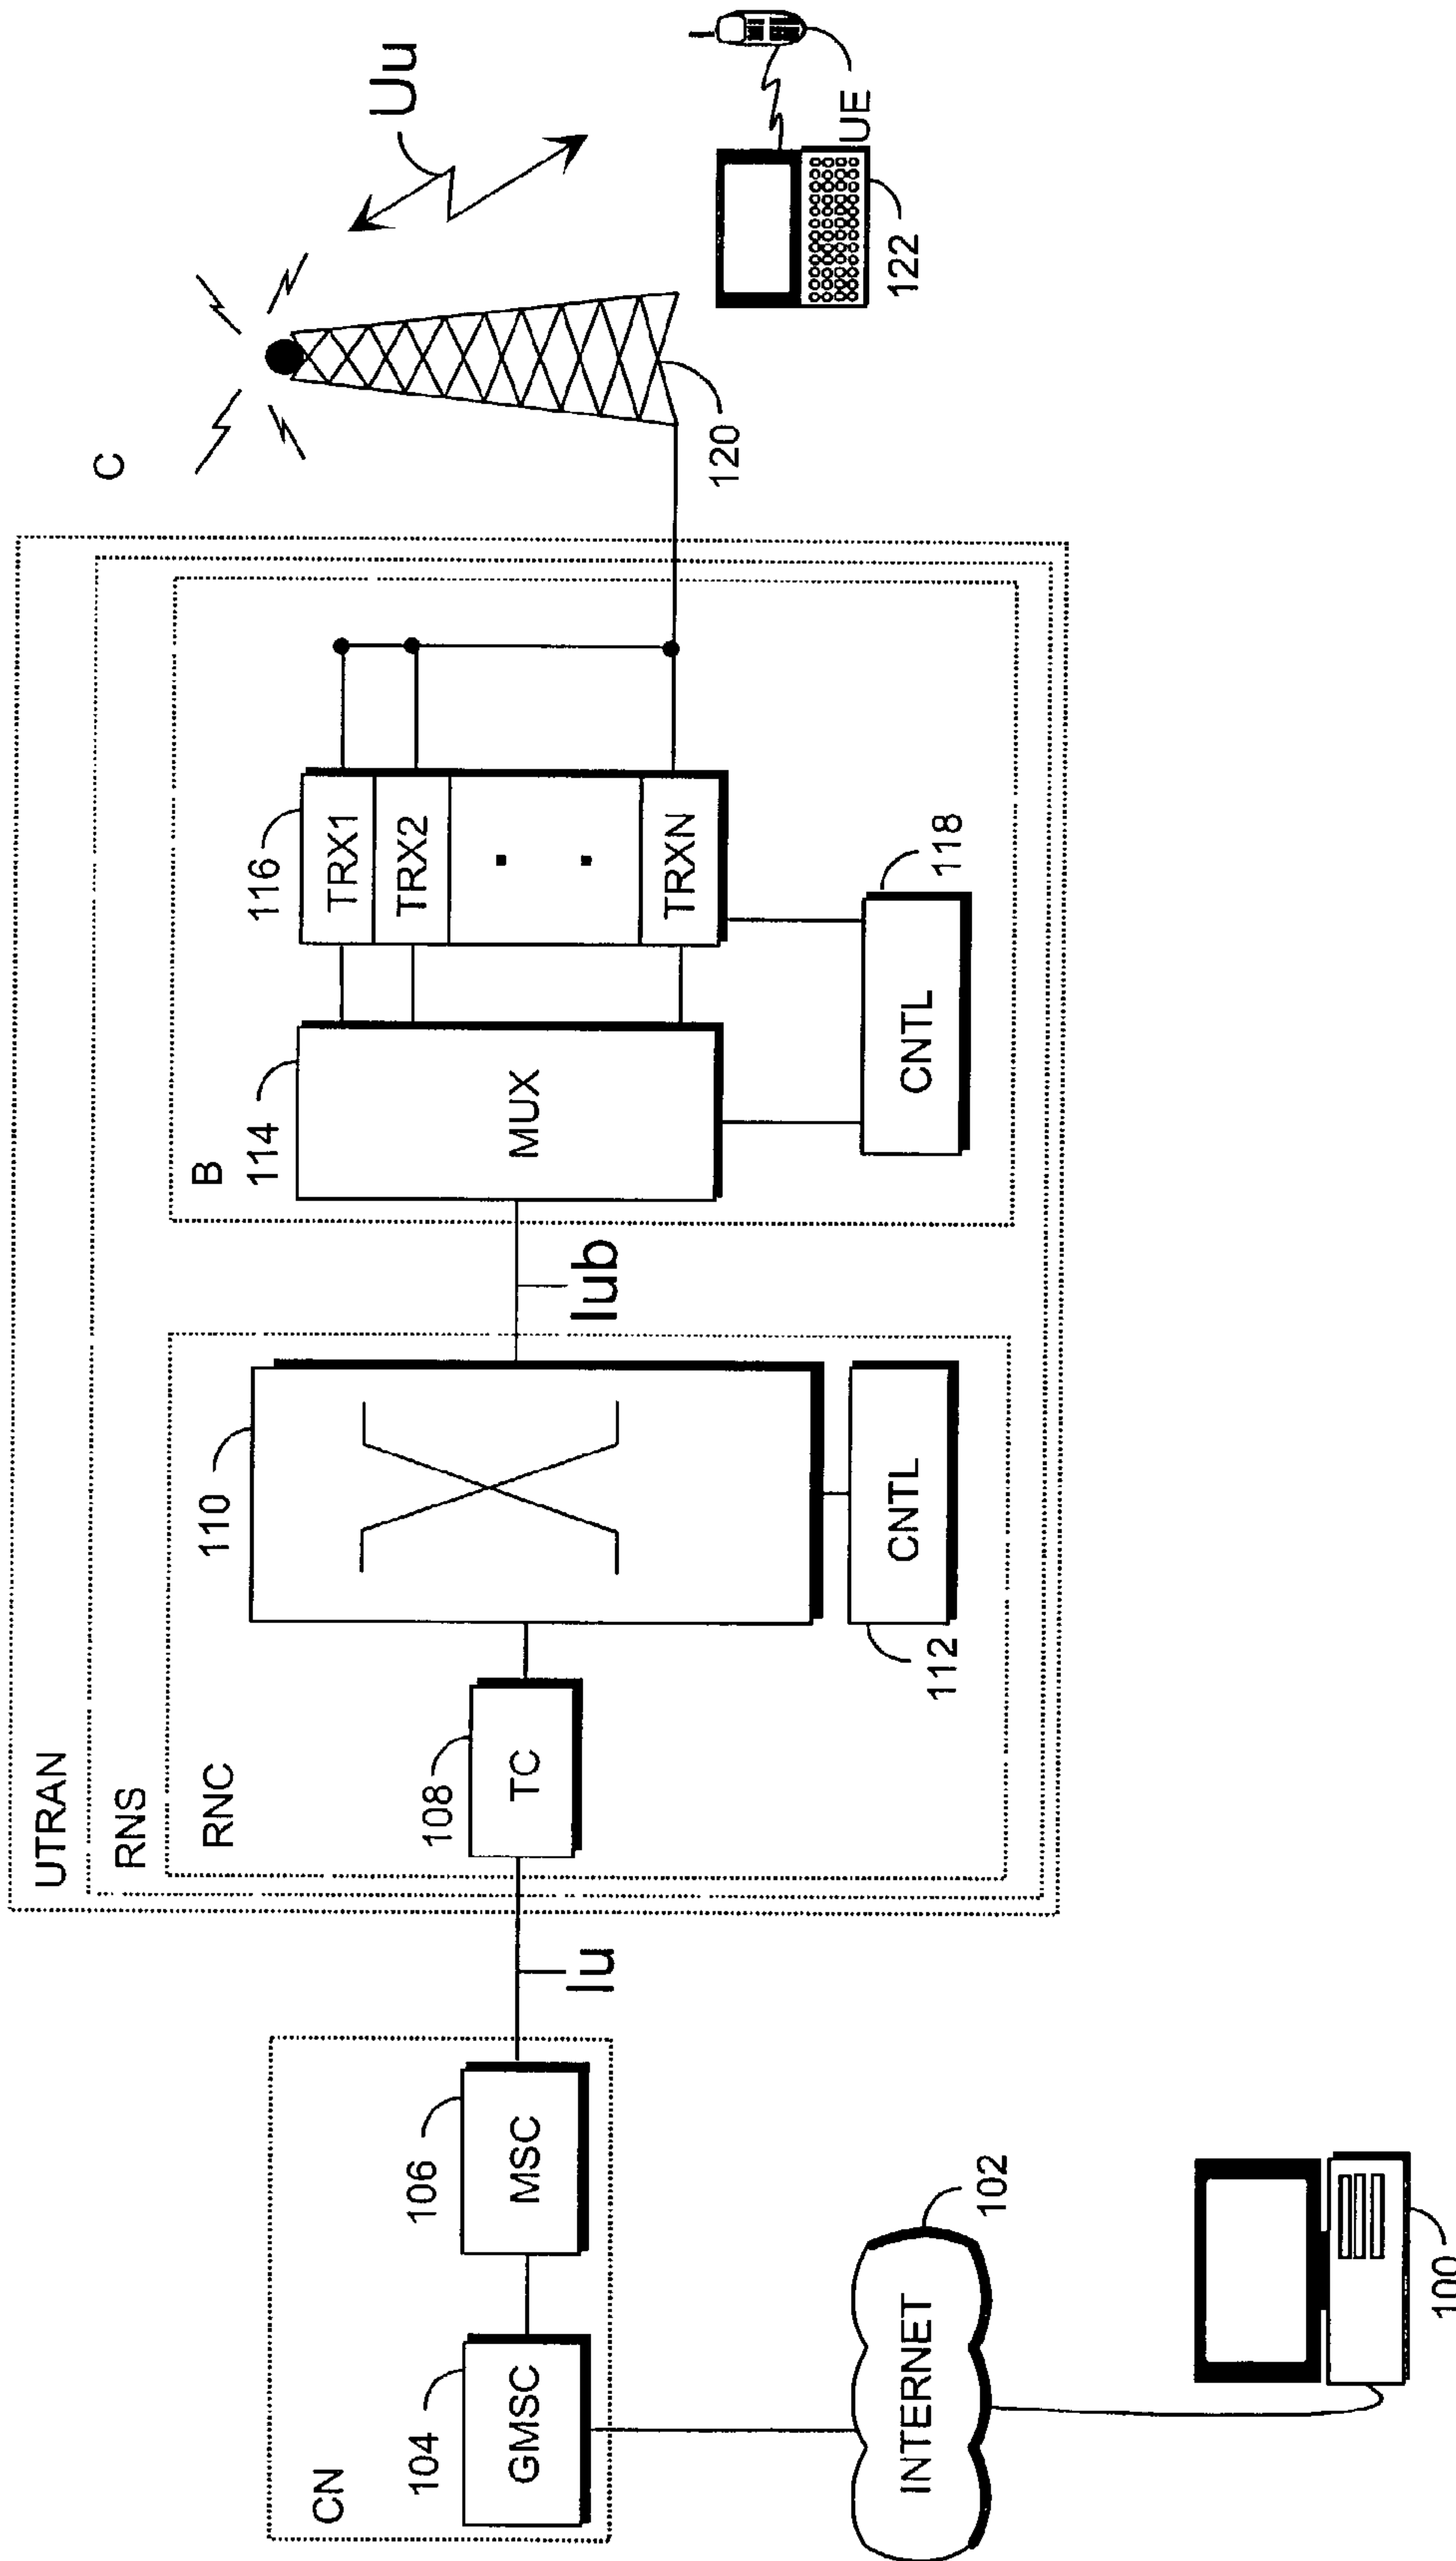 UTRAN
RNS
RNC
B
C
CN
104
GMSC
106
MSC
Iu
108
TC
110
112
CNTL
Iub
114
MUX
116
TRX1
TRX2
TRXN
118
CNTL
120
Uu
122
UE
INTERNET
102
100